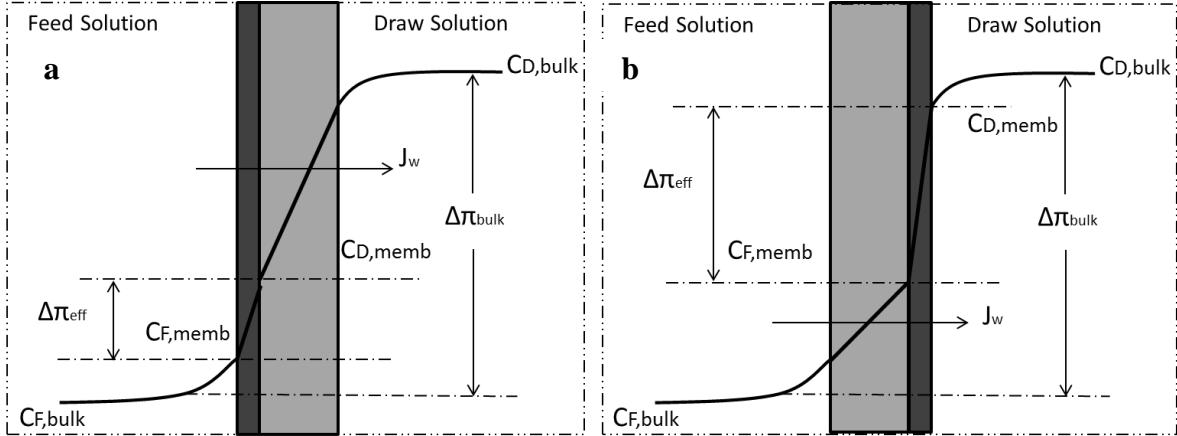 Feed Solution
Draw Solution
a
CD,bulk
Jw
Δπbulk
CD,memb
Δπeff
CF,memb
CF,bulk
Feed Solution
Draw Solution
b
CD,bulk
CD,memb
Δπeff
Δπbulk
CF,memb
Jw
CF,bulk